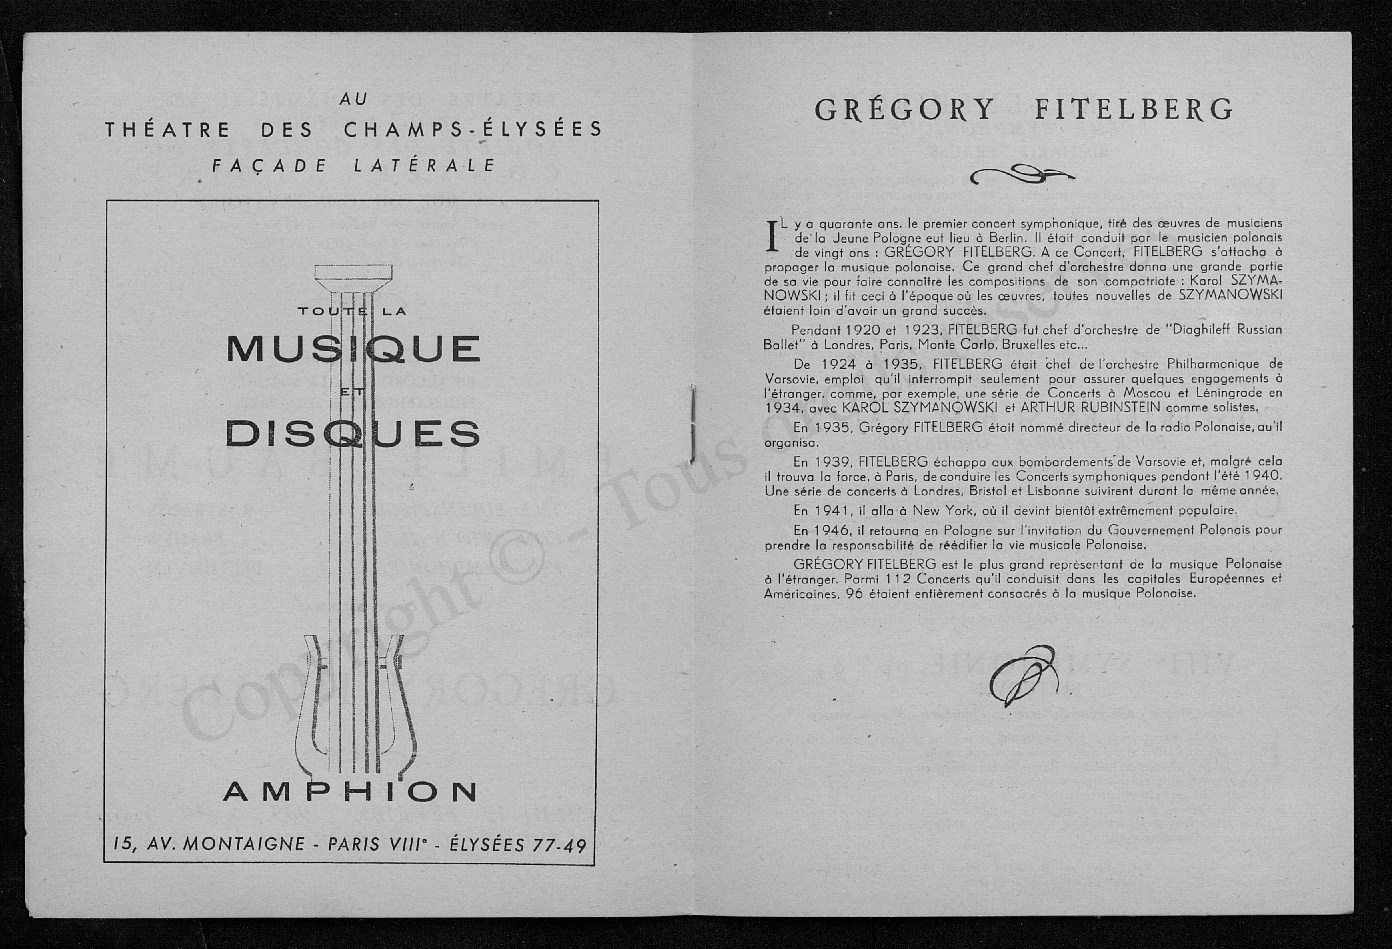 AU
THÉATRE DES CHAMPS-ÉLYSÉES
FAÇADE LATÉRALE
TOUTE LA
MUSIQUE
ET
DISQUES
AMPHION
15, AV. MONTAIGNE - PARIS VIIIe - ÉLYSÉES 77-49
GRÉGORY FITELBERG
IL y a quarante ans, le premier concert symphonique, tiré des œuvres de musiciens
de la Jeune Pologne eut lieu à Berlin. Il était conduit par le musicien polonais
de vingt ans : GRÉGORY FITELBERG. A ce Concert, FITELBERG s'attacha à
propager la musique polonaise. Ce grand chef d'orchestre donna une grande partie
de sa vie pour faire connaître les compositions de son compatriote : Karol SZYMA-
NOWSKI ; il fit ceci à l'époque où les œuvres, toutes nouvelles de SZYMANOWSKI
étaient loin d'avoir un grand succès.
Pendant 1920 et 1923, FITELBERG fut chef d'orchestre de "Diaghileff Russian
Ballet" à Londres, Paris, Monte Carlo, Bruxelles etc...
De 1924 à 1935, FITELBERG était chef de l'orchestre Philharmonique de
Varsovie, emploi qu'il interrompit seulement pour assurer quelques engagements à
l'étranger, comme, par exemple, une série de Concerts à Moscou et Léningrade en
1934, avec KAROL SZYMANOWSKI et ARTHUR RUBINSTEIN comme solistes.
En 1935, Grégory FITELBERG était nommé directeur de la radio Polonaise, qu'il
organisa.
En 1939, FITELBERG échappa aux bombardements de Varsovie et, malgré cela
il trouva la force, à Paris, de conduire les Concerts symphoniques pendant l'été 1940.
Une série de concerts à Londres, Bristol et Lisbonne suivirent durant la même année.
En 1941, il alla à New York, où il devint bientôt extrêmement populaire.
En 1946, il retourna en Pologne sur l'invitation du Gouvernement Polonais pour
prendre la responsabilité de réédifier la vie musicale Polonaise.
GRÉGORY FITELBERG est le plus grand représentant de la musique Polonaise
à l'étranger. Parmi 112 Concerts qu'il conduisit dans les capitales Européennes et
Américaines, 96 étaient entièrement consacrés à la musique Polonaise.
Copyright © - Tous